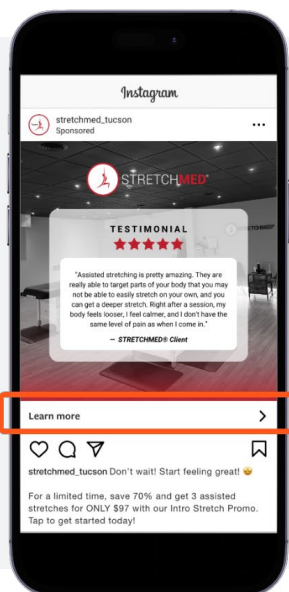 Instagram
stretchmed_tucson
Sponsored
STRETCHMED®
TESTIMONIAL
"Assisted stretching is pretty amazing. They are
really able to target parts of your body that you may
not be able to easily stretch on your own, and you
can get a deeper stretch. Right after a session, my
body feels looser, I feel calmer, and I don't have the
same level of pain as when I come in."
– STRETCHMED® Client
Learn more
stretchmed_tucson Don't wait! Start feeling great! 🤩
For a limited time, save 70% and get 3 assisted
stretches for ONLY $97 with our Intro Stretch Promo.
Tap to get started today!